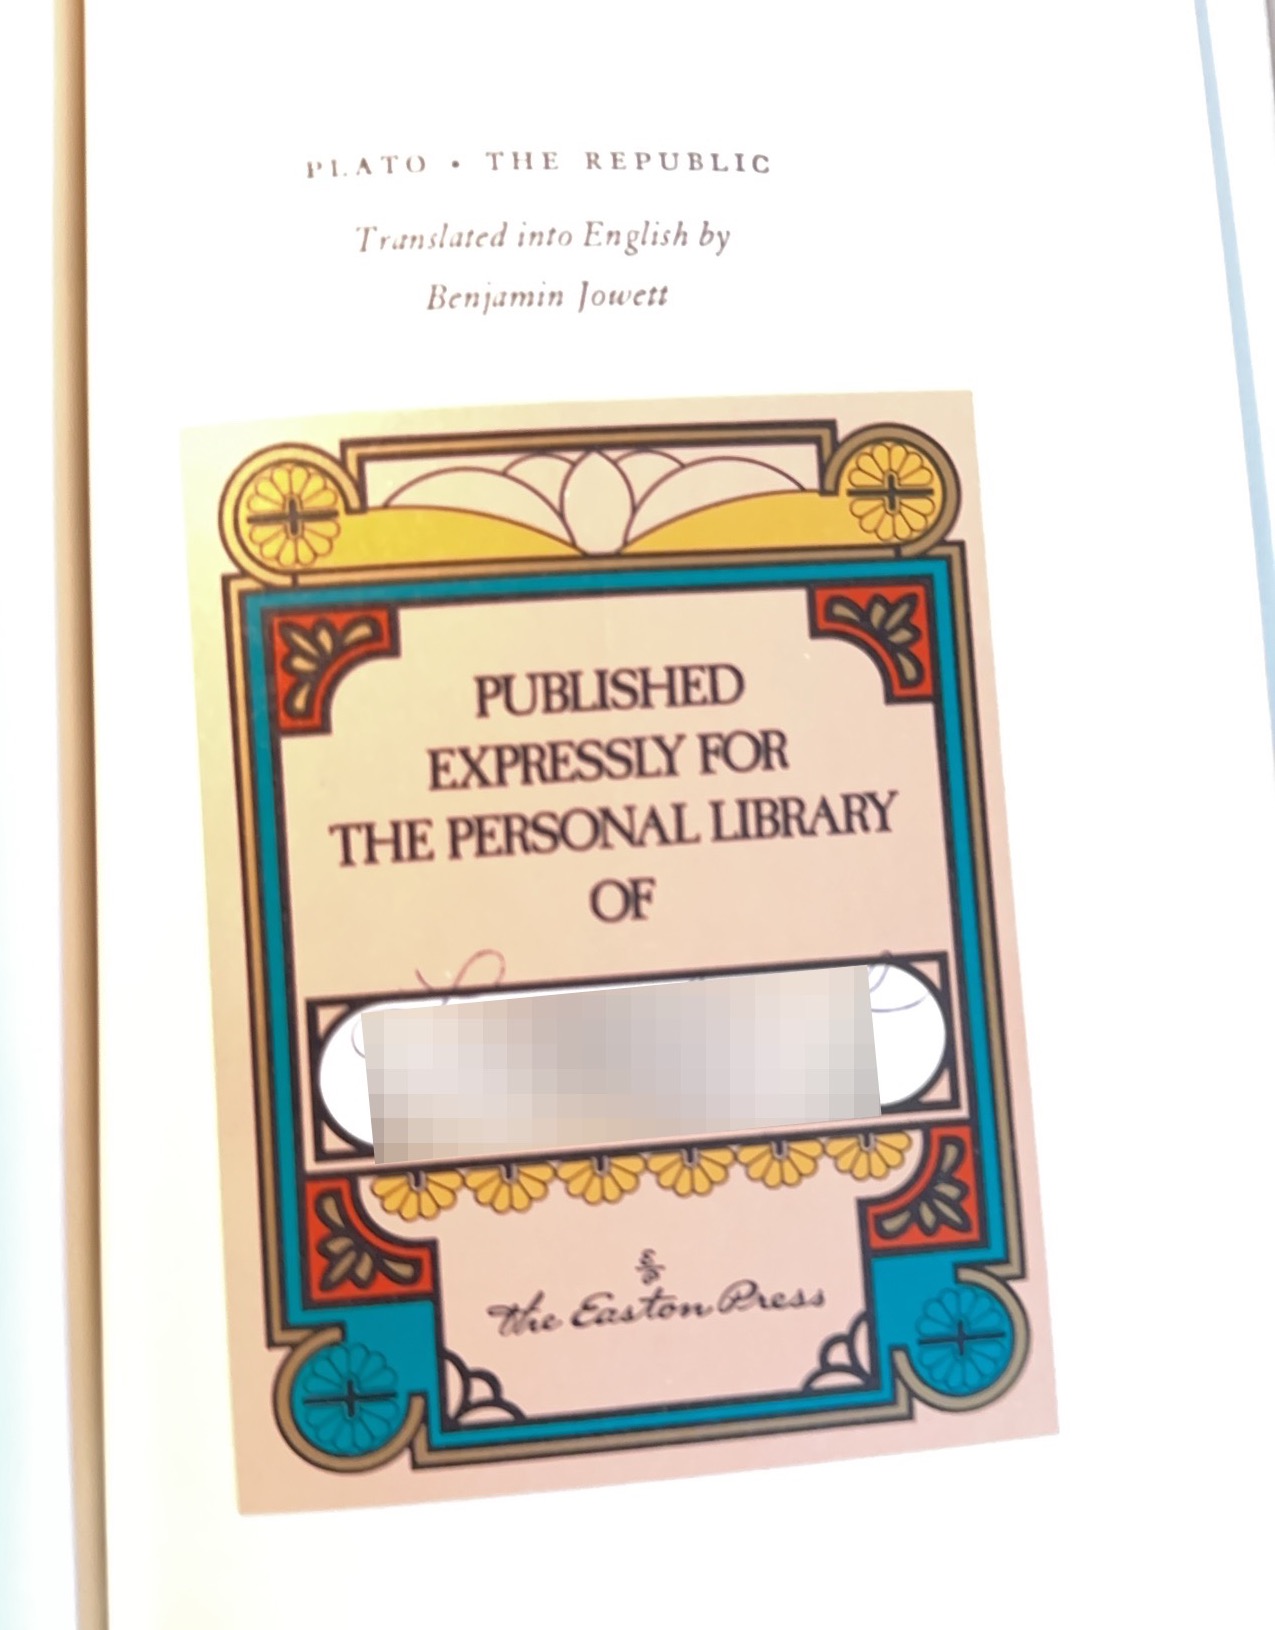 PLATO · THE REPUBLIC
Translated into English by
Benjamin Jowett
PUBLISHED
EXPRESSLY FOR
THE PERSONAL LIBRARY
OF
The Easton Press